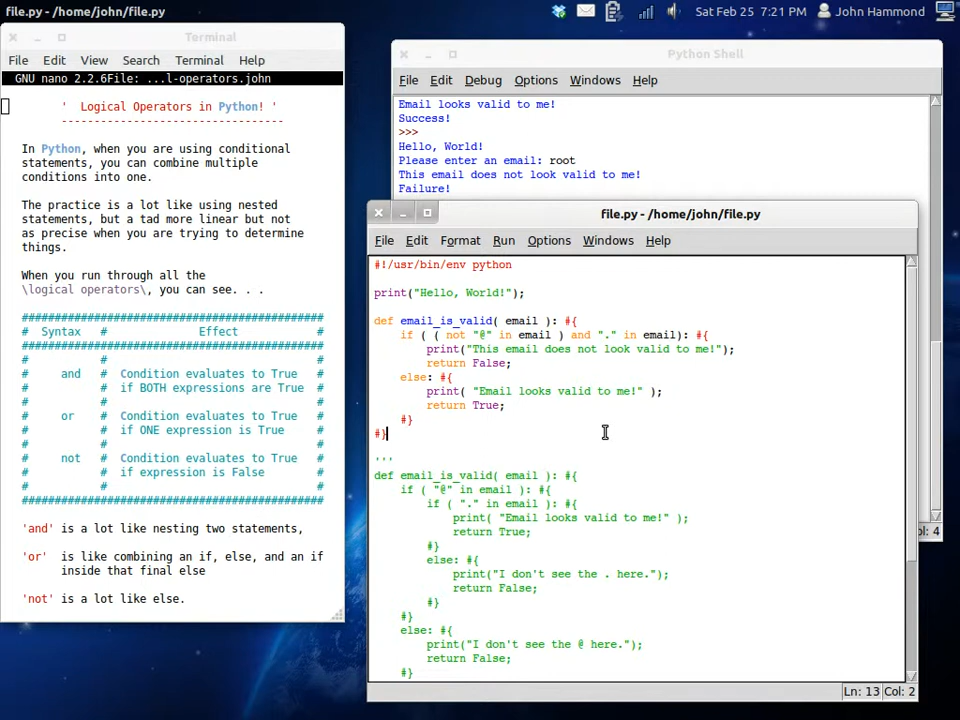 file.py - /home/john/file.py
Sat Feb 25 7:21 PM John Hammond
Terminal
File Edit View Search Terminal Help
GNU nano 2.2.6File: ...l-operators.john
' Logical Operators in Python! '
----------------------------------
In Python, when you are using conditional
statements, you can combine multiple
conditions into one.
The practice is a lot like using nested
statements, but a tad more linear but not
as precise when you are trying to determine
things.
When you run through all the
\logical operators\, you can see. . .
##############################################
# Syntax # Effect #
##############################################
# # #
# and # Condition evaluates to True #
# # if BOTH expressions are True #
# # #
# or # Condition evaluates to True #
# # if ONE expression is True #
# # #
# not # Condition evaluates to True #
# # if expression is False #
# # #
##############################################
'and' is a lot like nesting two statements,
'or' is like combining an if, else, and an if
inside that final else
'not' is a lot like else.
Python Shell
File Edit Debug Options Windows Help
Email looks valid to me!
Success!
>>>
Hello, World!
Please enter an email: root
This email does not look valid to me!
Failure!
ol: 4
file.py - /home/john/file.py
File Edit Format Run Options Windows Help
#!/usr/bin/env python
print("Hello, World!");
def email_is_valid( email ): #{
if ( ( not "@" in email ) and "." in email): #{
print("This email does not look valid to me!");
return False;
else: #{
print( "Email looks valid to me!" );
return True;
#}
#}
'''
def email_is_valid( email ): #{
if ( "@" in email ): #{
if ( "." in email ): #{
print( "Email looks valid to me!" );
return True;
#}
else: #{
print("I don't see the . here.");
return False;
#}
#}
else: #{
print("I don't see the @ here.");
return False;
#}
Ln: 13 Col: 2